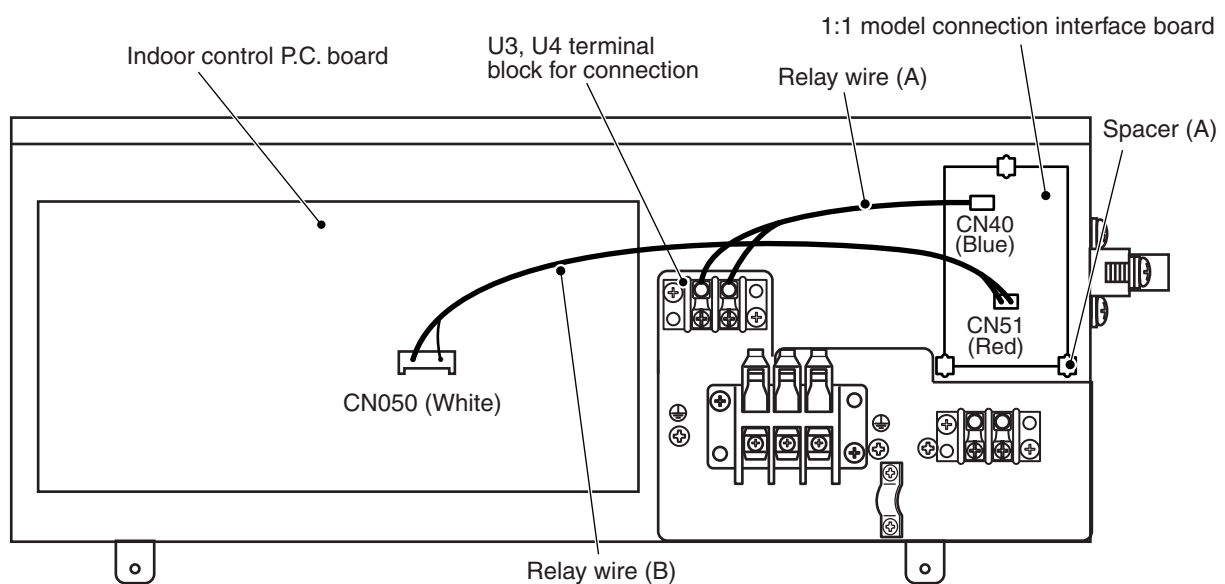 1:1 model connection interface board
U3, U4 terminal
block for connection
Indoor control P.C. board
Relay wire (A)
Spacer (A)
CN40
(Blue)
CN51
(Red)
CN050 (White)
Relay wire (B)